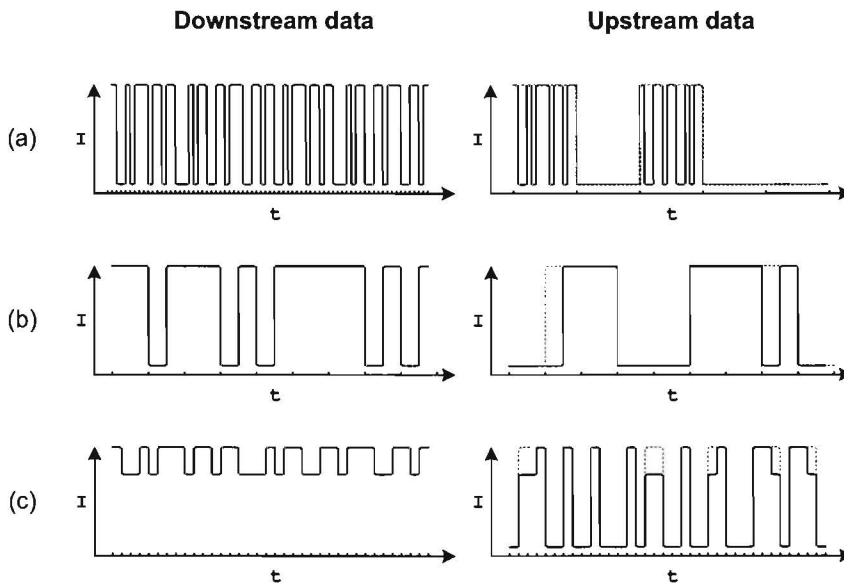 Downstream data Upstream data
(a) I I
t t
(b) I I
t t
(c) I I
t t